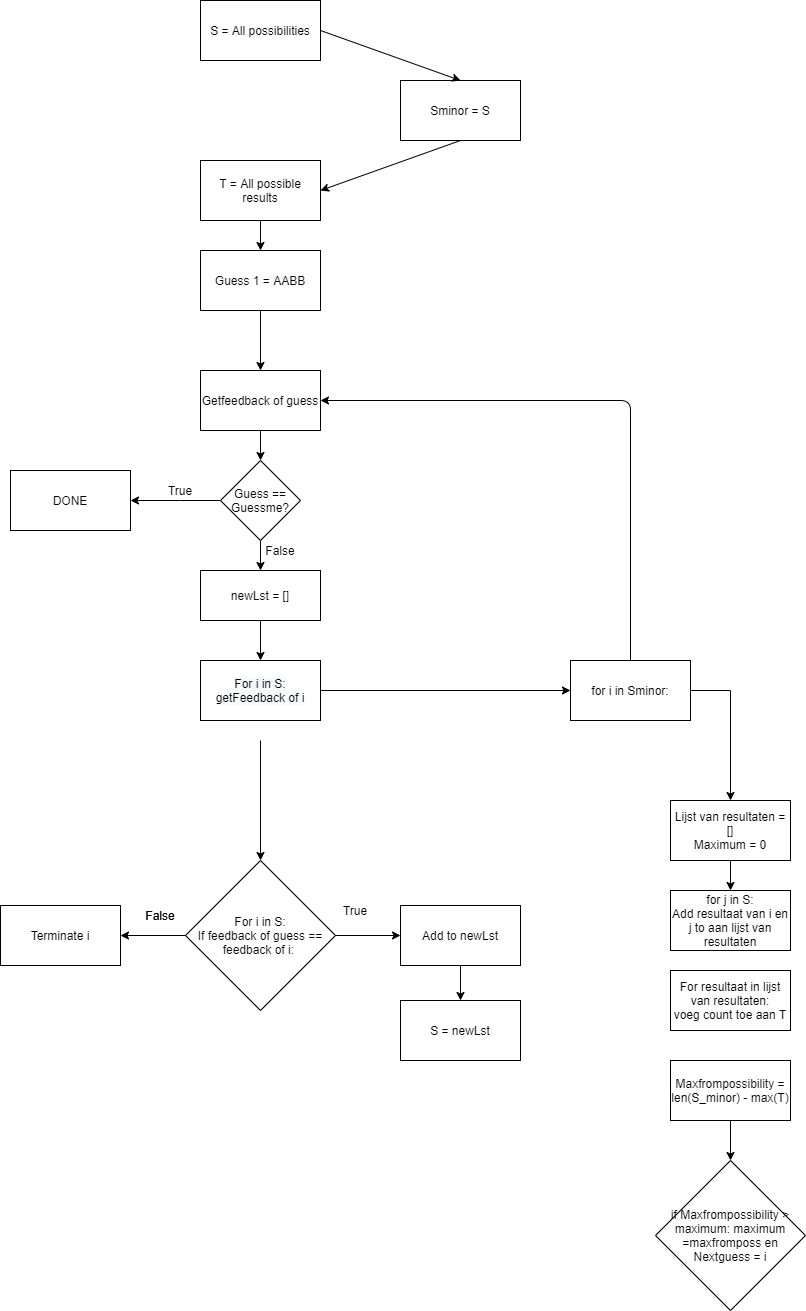 S = All possibilities
Sminor = S
T = All possible
results
Guess 1 = AABB
Getfeedback of guess
Guess ==
Guessme?
True
DONE
False
newLst = []
For i in S:
getFeedback of i
for i in Sminor:
Lijst van resultaten =
[]
Maximum = 0
for j in S:
Add resultaat van i en
j to aan lijst van
resultaten
For i in S:
If feedback of guess ==
feedback of i:
False
Terminate i
True
Add to newLst
S = newLst
For resultaat in lijst
van resultaten:
voeg count toe aan T
Maxfrompossibility =
len(S_minor) - max(T)
if Maxfrompossibility >
maximum: maximum
=maxfromposs en
Nextguess = i